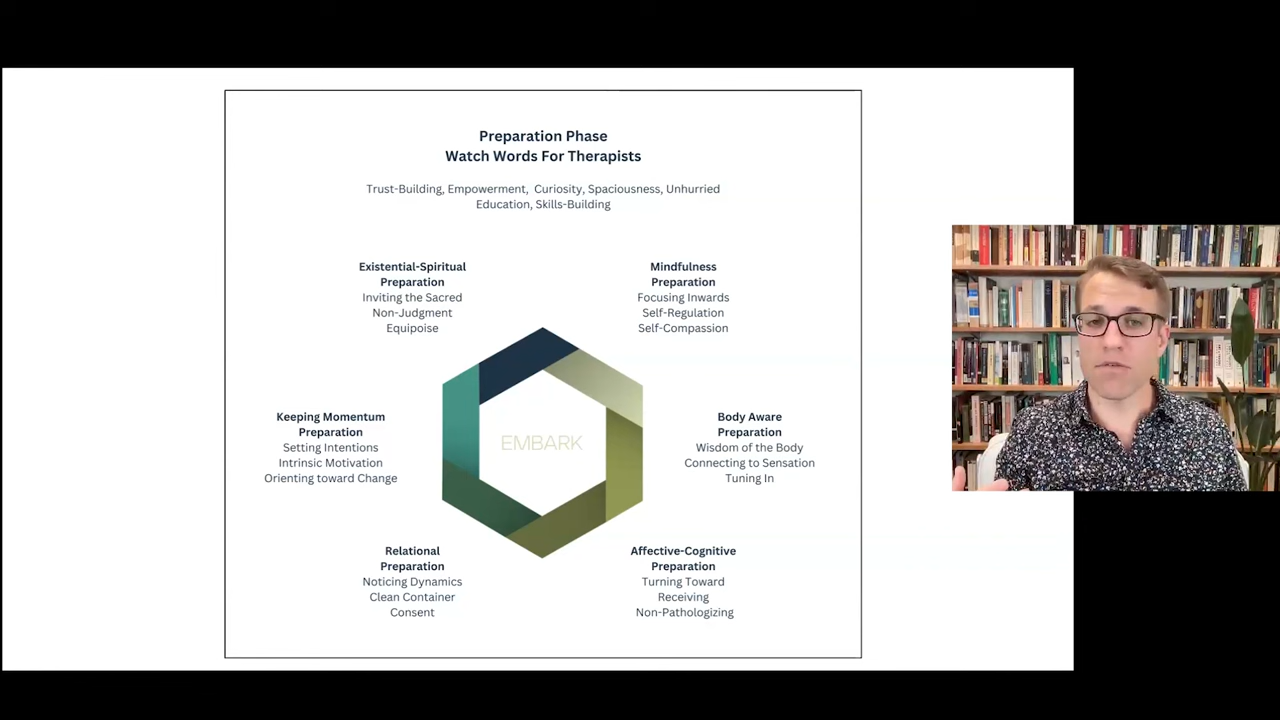 Preparation Phase
Watch Words For Therapists
Trust-Building, Empowerment, Curiosity, Spaciousness, Unhurried
Education, Skills-Building
Existential-Spiritual
Preparation
Inviting the Sacred
Non-Judgment
Equipoise
Mindfulness
Preparation
Focusing Inwards
Self-Regulation
Self-Compassion
Keeping Momentum
Preparation
Setting Intentions
Intrinsic Motivation
Orienting toward Change
EMBARK
Body Aware
Preparation
Wisdom of the Body
Connecting to Sensation
Tuning In
Relational
Preparation
Noticing Dynamics
Clean Container
Consent
Affective-Cognitive
Preparation
Turning Toward
Receiving
Non-Pathologizing